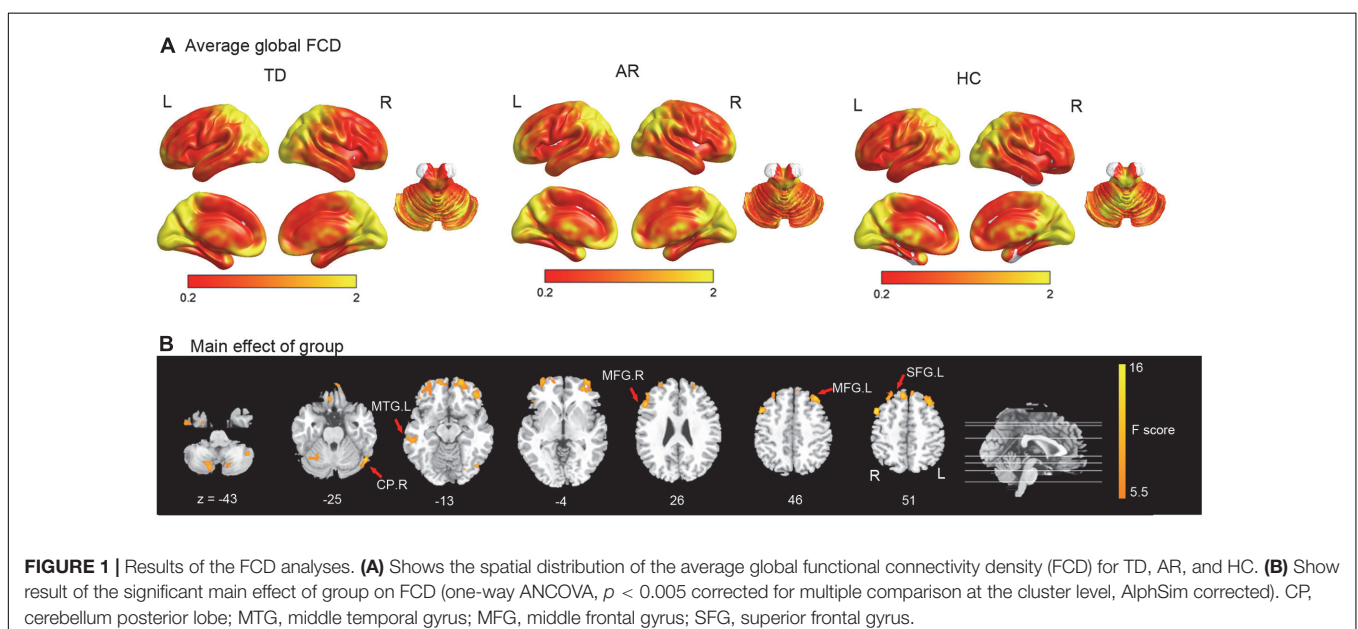 A Average global FCD
TD
AR
HC
L
R
L
R
L
R
0.2
2
0.2
2
0.2
2
B Main effect of group
MTG.L
CP.R
MFG.R
MFG.L
SFG.L
R
L
16
F score
5.5
z = -43
-25
-13
-4
26
46
51
FIGURE 1 | Results of the FCD analyses. (A) Shows the spatial distribution of the average global functional connectivity density (FCD) for TD, AR, and HC. (B) Show
result of the significant main effect of group on FCD (one-way ANCOVA, p < 0.005 corrected for multiple comparison at the cluster level, AlphSim corrected). CP,
cerebellum posterior lobe; MTG, middle temporal gyrus; MFG, middle frontal gyrus; SFG, superior frontal gyrus.